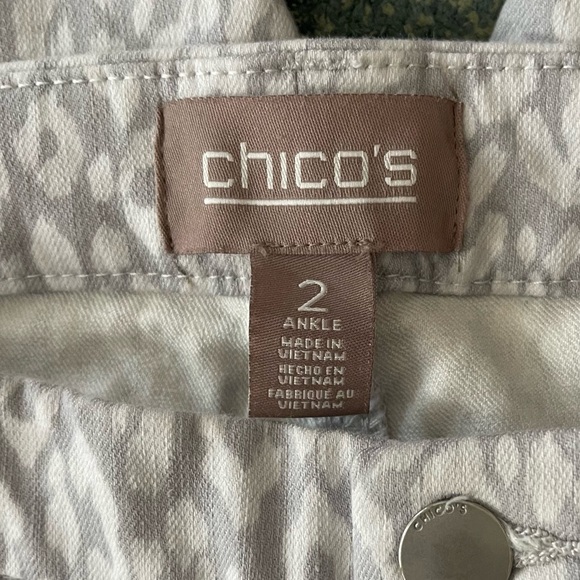 chico's
2
ANKLE
MADE IN
VIETNAM
HECHO EN
VIETNAM
FABRIQUÉ AU
VIETNAM
CHICO'S